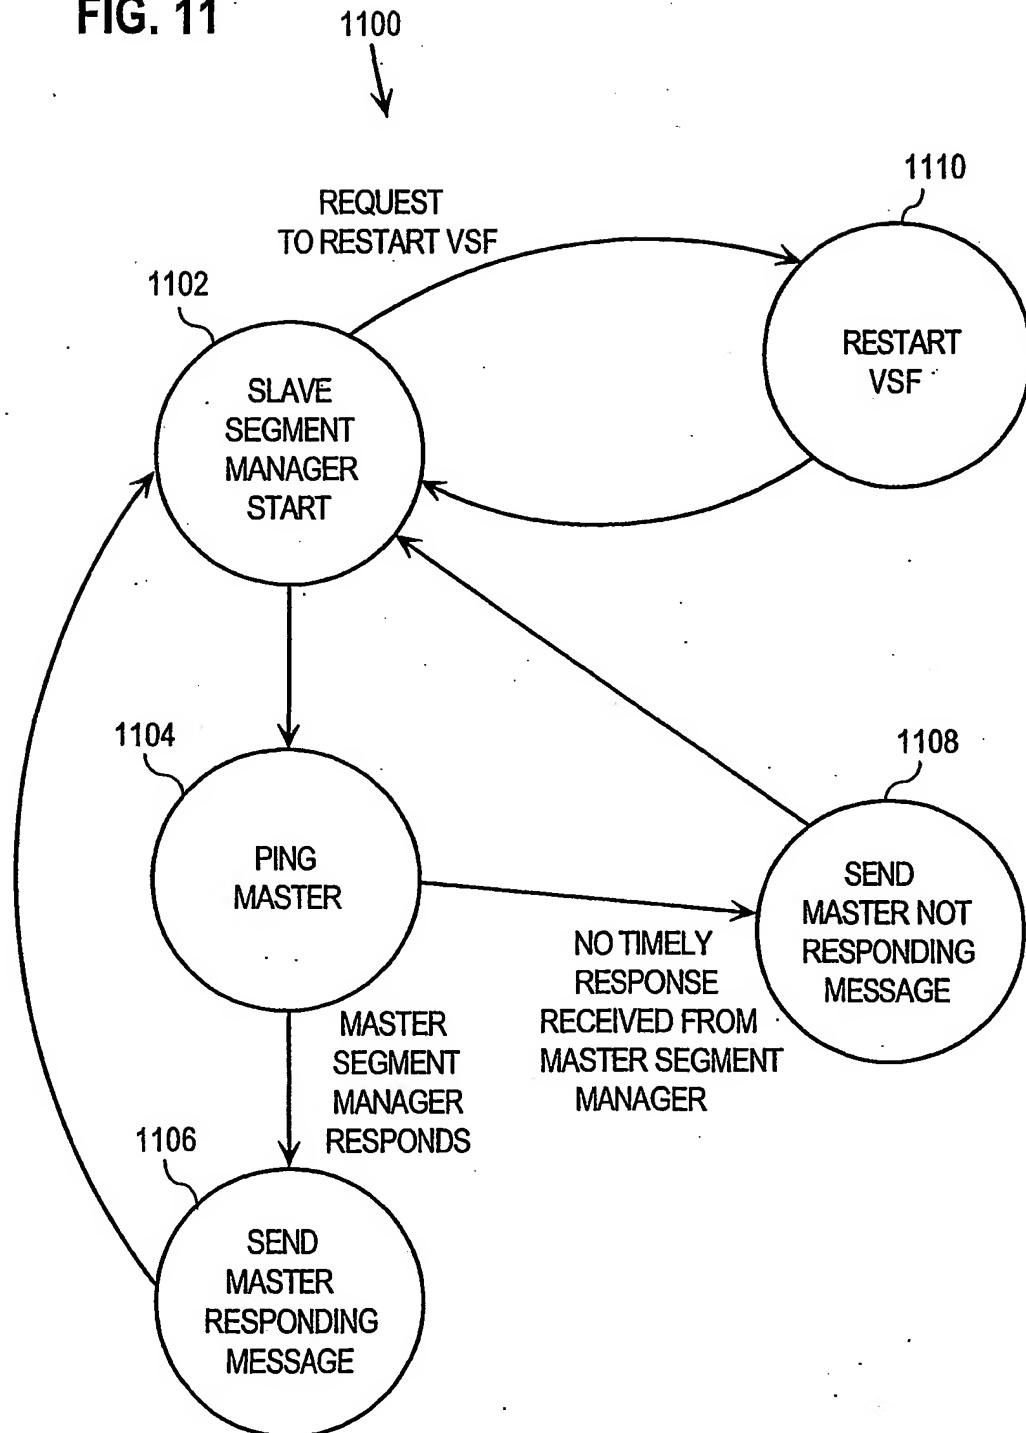 FIG. 11
1100
1110
REQUEST
TO RESTART VSF
1102
RESTART
VSF
SLAVE
SEGMENT
MANAGER
START
1104
1108
PING
MASTER
SEND
MASTER NOT
RESPONDING
MESSAGE
NO TIMELY
RESPONSE
RECEIVED FROM
MASTER SEGMENT
MANAGER
MASTER
SEGMENT
MANAGER
RESPONDS
1106
SEND
MASTER
RESPONDING
MESSAGE